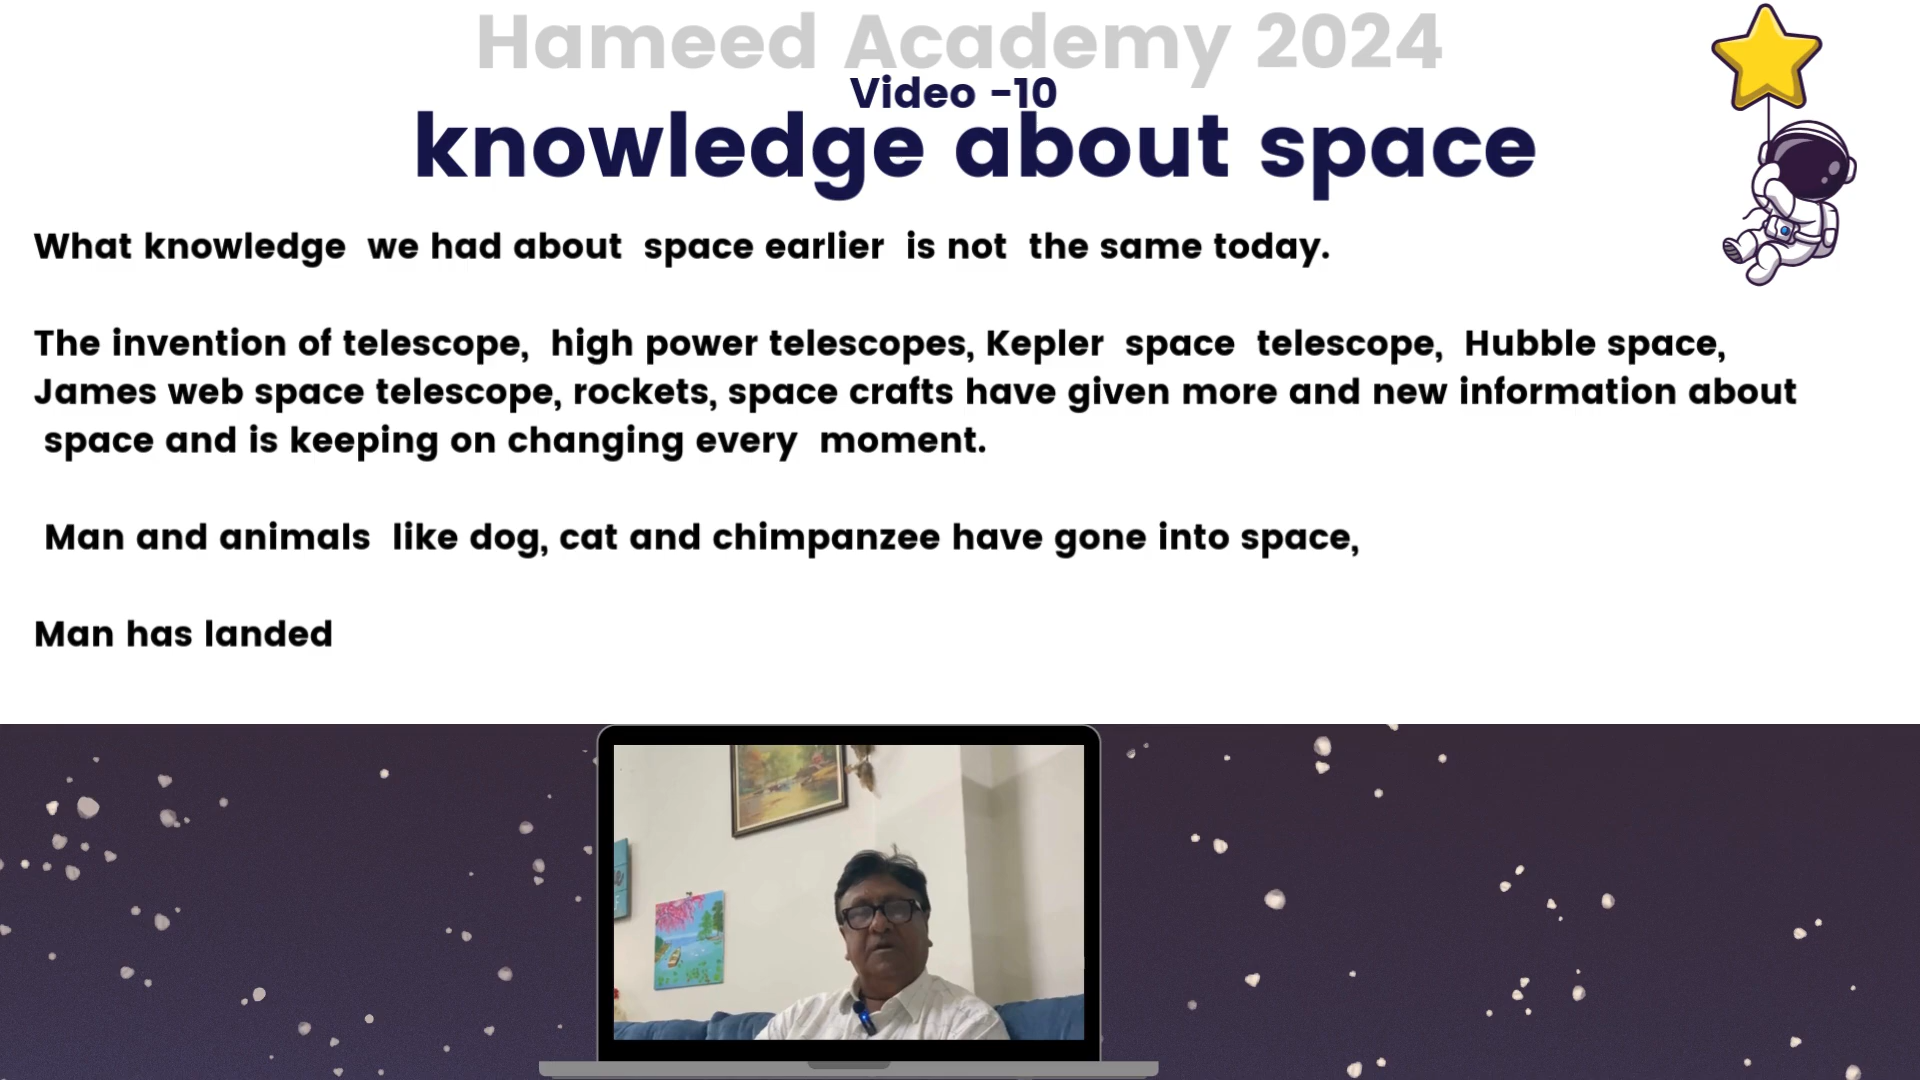 Hameed Academy 2024
Video -10
knowledge about space
What knowledge we had about space earlier is not the same today.
The invention of telescope, high power telescopes, Kepler space telescope, Hubble space,
James web space telescope, rockets, space crafts have given more and new information about
space and is keeping on changing every moment.
Man and animals like dog, cat and chimpanzee have gone into space,
Man has landed